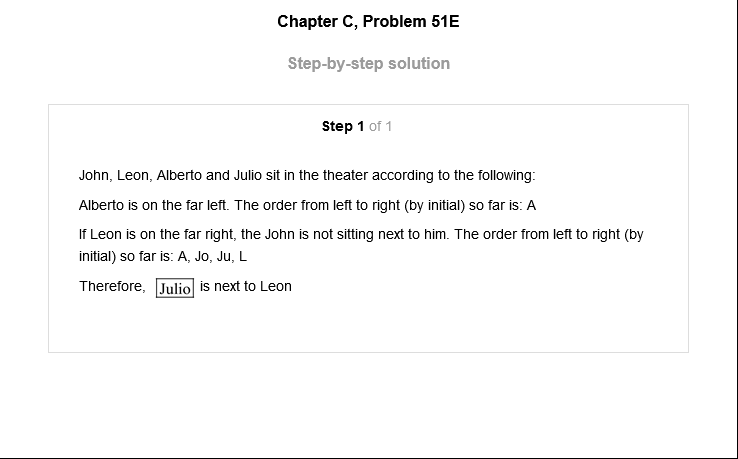 Chapter C, Problem 51E
Step-by-step solution
Step 1 of 1
John, Leon, Alberto and Julio sit in the theater according to the following:
Alberto is on the far left. The order from left to right (by initial) so far is: A
If Leon is on the far right, the John is not sitting next to him. The order from left to right (by
initial) so far is: A, Jo, Ju, L
Therefore, Julio is next to Leon